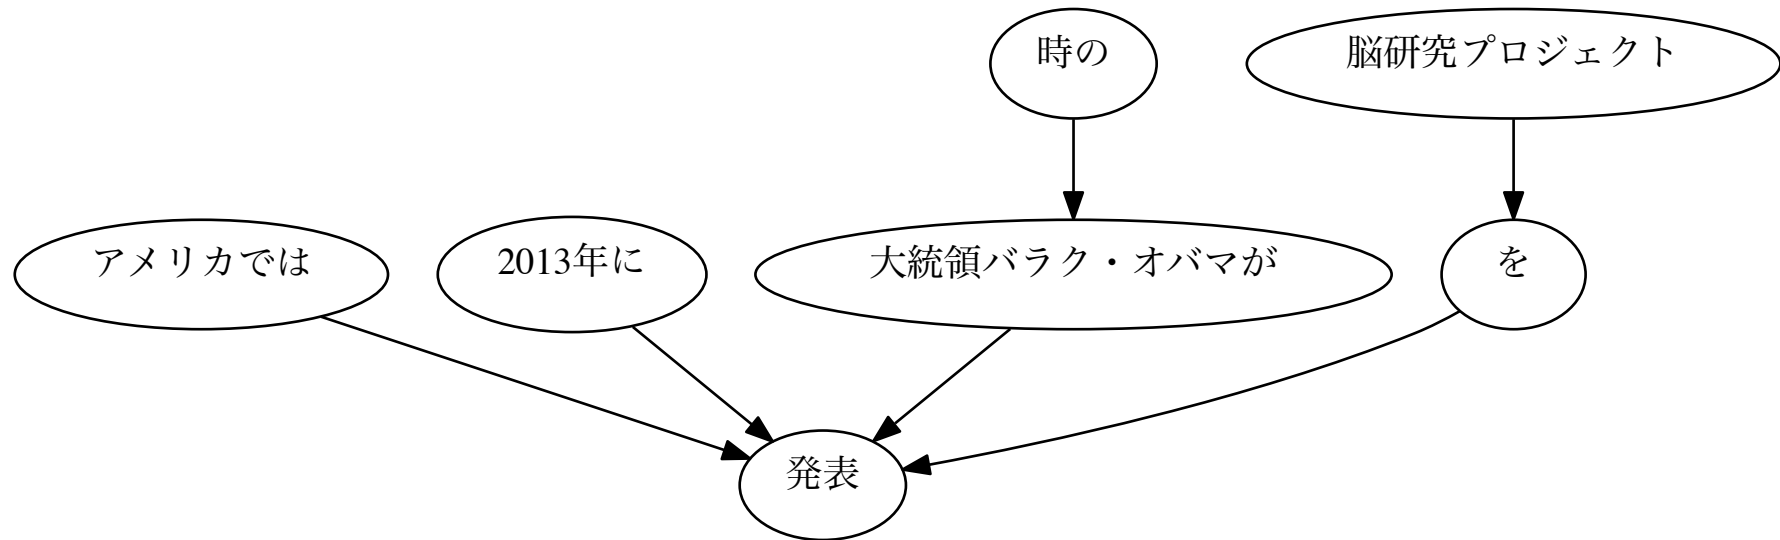 時の
脳研究プロジェクト
アメリカでは
2013年に
大統領バラク・オバマが
を
発表